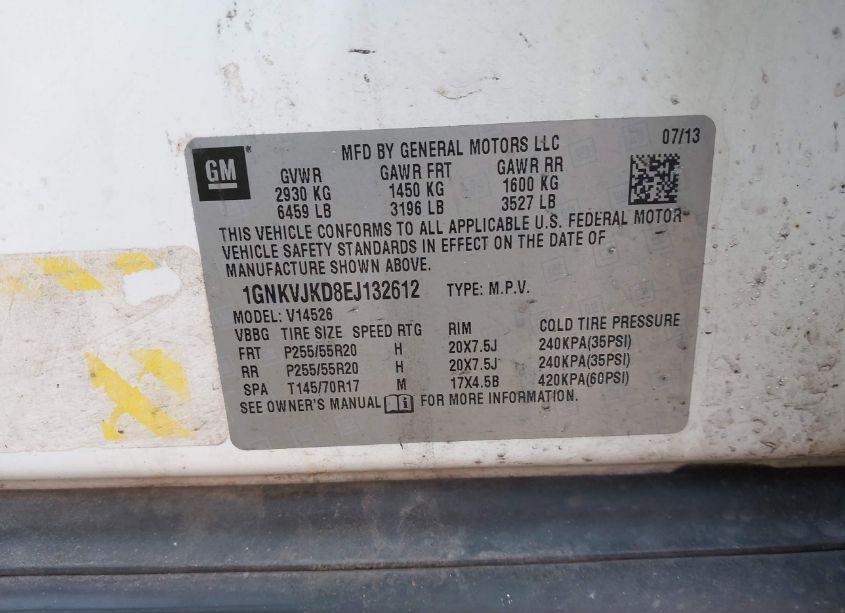 GM
MFD BY GENERAL MOTORS LLC 07/13
GVWR GAWR FRT GAWR RR
2930 KG 1450 KG 1600 KG
6459 LB 3196 LB 3527 LB
THIS VEHICLE CONFORMS TO ALL APPLICABLE U.S. FEDERAL MOTOR
VEHICLE SAFETY STANDARDS IN EFFECT ON THE DATE OF
MANUFACTURE SHOWN ABOVE.
1GNKVJKD8EJ132612 TYPE: M.P.V.
MODEL: V14526
VBBG TIRE SIZE SPEED RTG RIM COLD TIRE PRESSURE
FRT P255/55R20 H 20X7.5J 240KPA(35PSI)
RR P255/55R20 H 20X7.5J 240KPA(35PSI)
SPA T145/70R17 M 17X4.5B 420KPA(60PSI)
SEE OWNER'S MANUAL i FOR MORE INFORMATION.